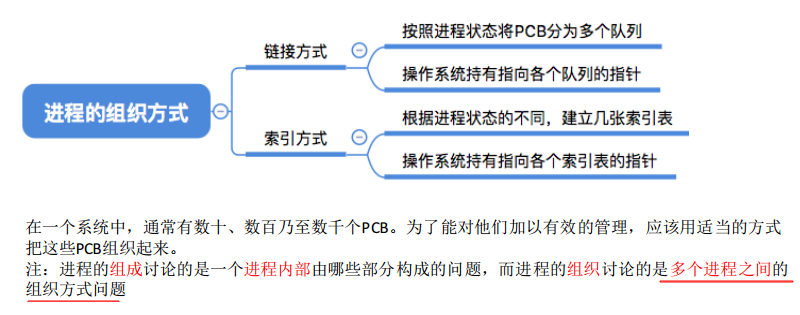 进程的组织方式
链接方式
按照进程状态将PCB分为多个队列
操作系统持有指向各个队列的指针
索引方式
根据进程状态的不同，建立几张索引表
操作系统持有指向各个索引表的指针
在一个系统中，通常有数十、数百乃至数千个PCB。为了能对他们加以有效的管理，应该用适当的方式
把这些PCB组织起来。
注：进程的组成讨论的是一个进程内部由哪些部分构成的问题，而进程的组织讨论的是多个进程之间的
组织方式问题